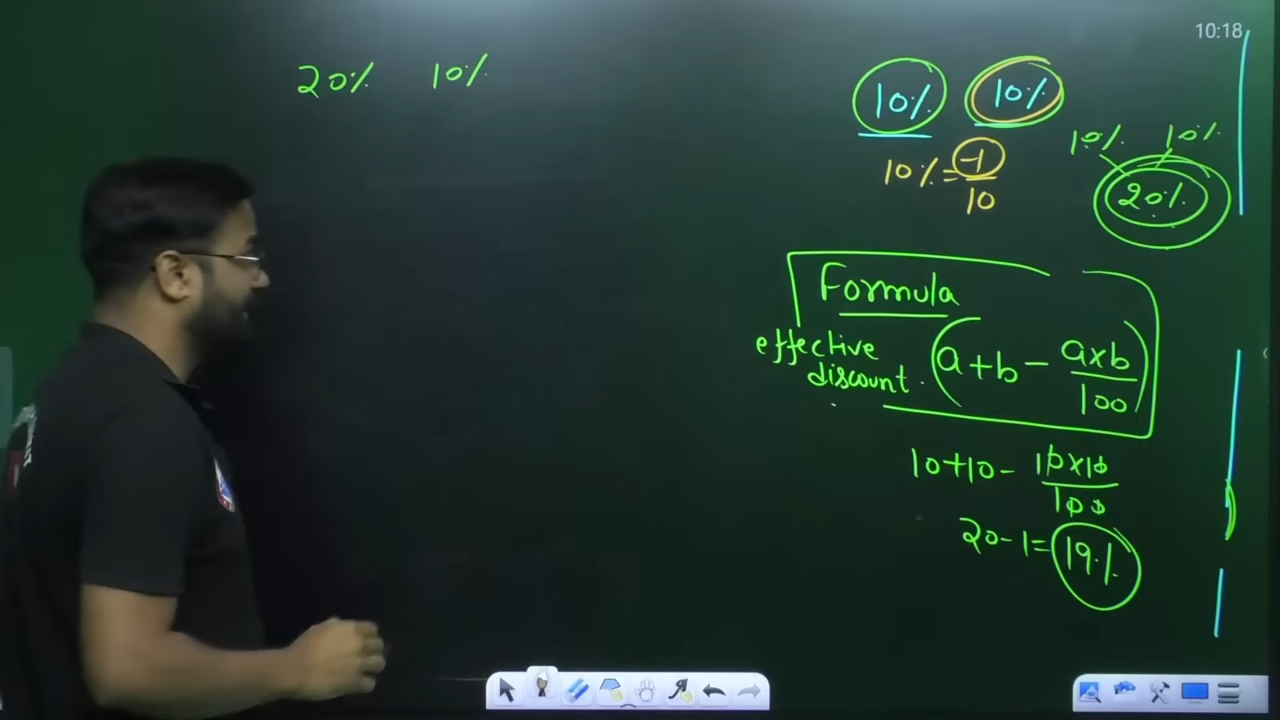 10:18
20% 10%
10% 10%
10% = -1/10
10% 10%
20%
Formula
effective discount. (a+b - a×b/100)
10+10 - 10×10/100
20-1 = 19%